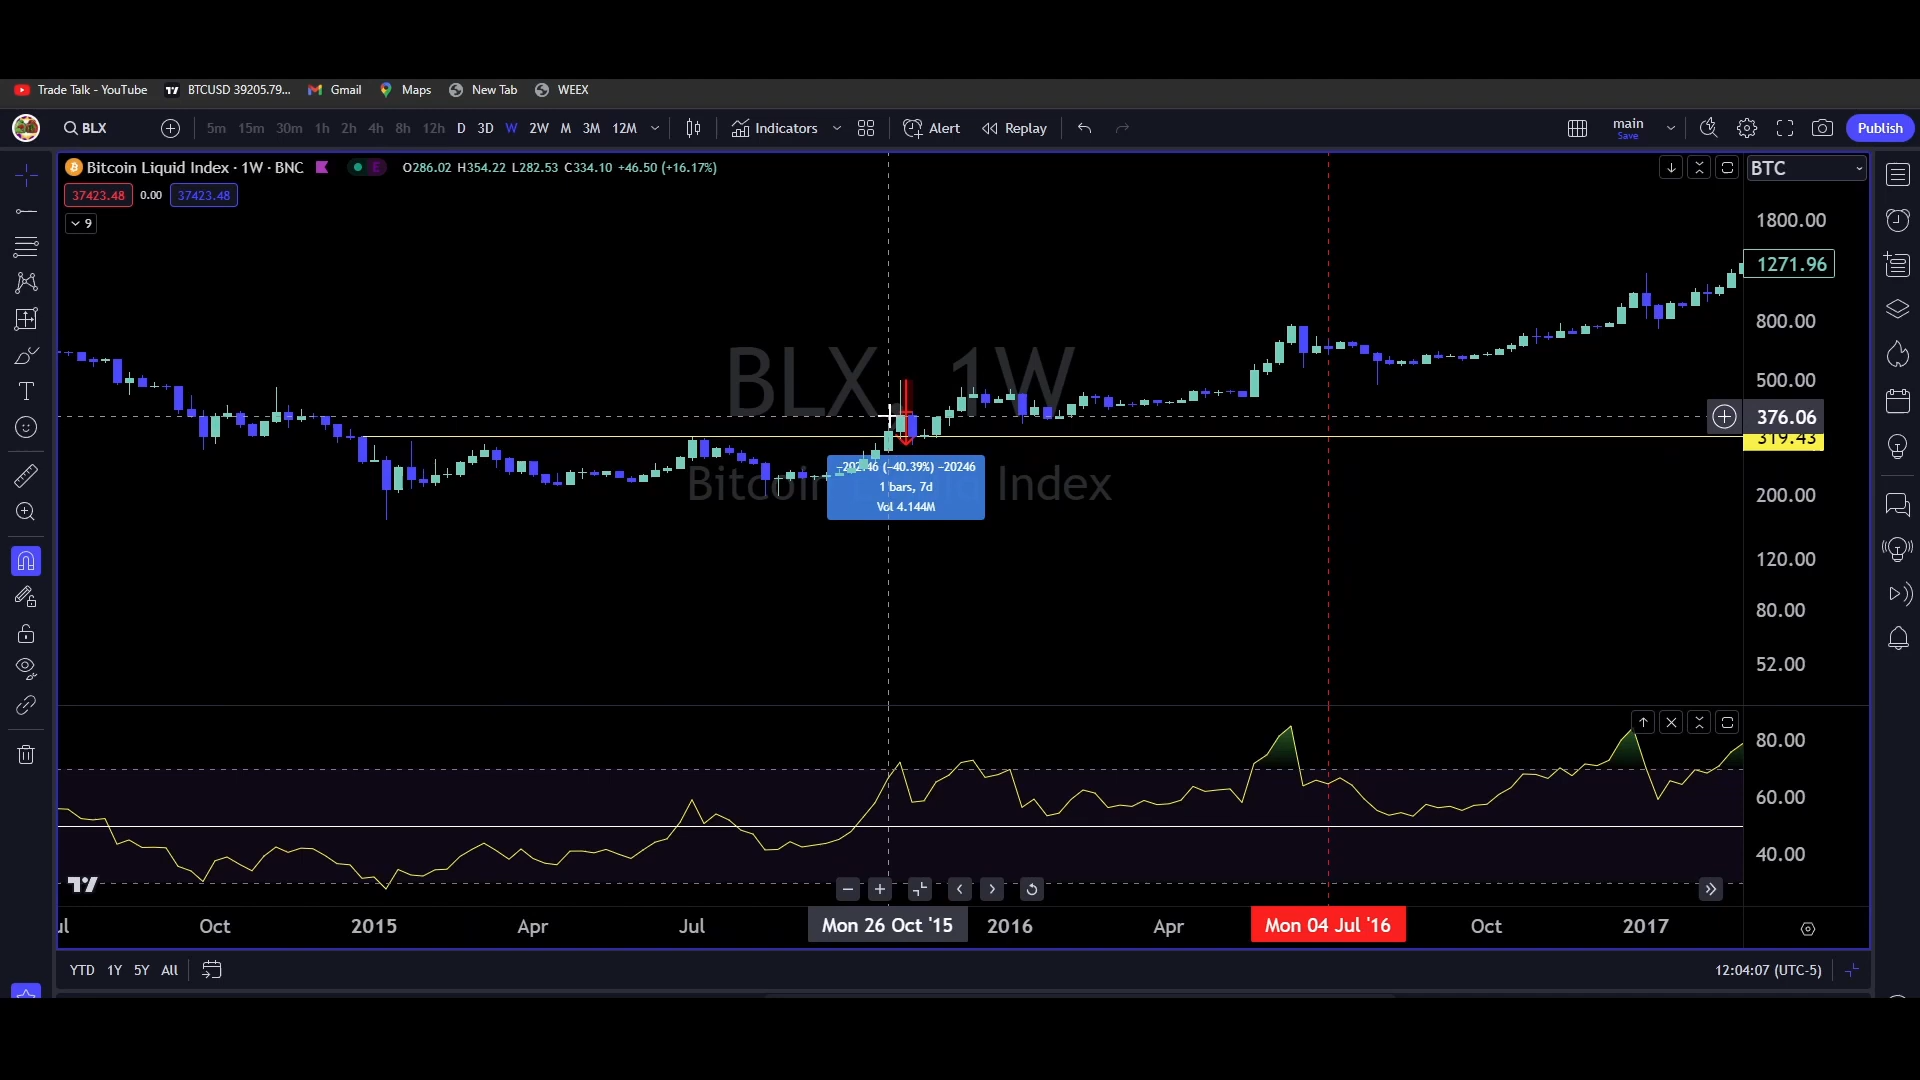 Trade Talk - YouTube BTCUSD 39205.79... Gmail Maps New Tab WEEX
BLX 5m 15m 30m 1h 2h 4h 8h 12h D 3D W 2W M 3M 12M Indicators Alert Replay main Save Publish
Bitcoin Liquid Index · 1W · BNC E O286.02 H354.22 L282.53 C334.10 +46.50 (+16.17%) BTC
37423.48 0.00 37423.48
9
1800.00
1271.96
800.00
BLX, 1W
500.00
376.06
319.43
Bitcoin Liquid Index
-20246 (-40.39%) -20246
1 bars, 7d
Vol 4.144M
200.00
120.00
80.00
52.00
80.00
60.00
40.00
Oct 2015 Apr Jul Mon 26 Oct '15 2016 Apr Mon 04 Jul '16 Oct 2017
YTD 1Y 5Y All 12:04:07 (UTC-5)